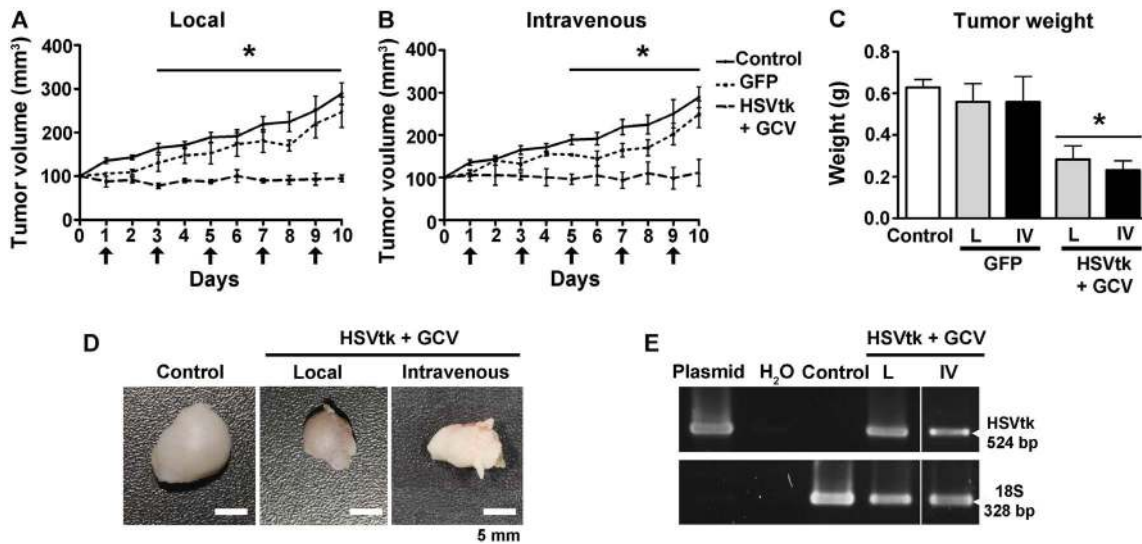 A
Local
Tumor volume (mm³)
400
300
200
100
0
*
0 1 2 3 4 5 6 7 8 9 10
Days
B
Intravenous
Tumor volume (mm³)
400
300
200
100
0
*
0 1 2 3 4 5 6 7 8 9 10
Days
Control
GFP
HSVtk
+ GCV
C
Tumor weight
Weight (g)
0.8
0.6
0.4
0.2
0.0
*
Control L IV L IV
GFP HSVtk
+ GCV
D
HSVtk + GCV
Control Local Intravenous
5 mm
E
HSVtk + GCV
Plasmid H₂O Control L IV
HSVtk
524 bp
18S
328 bp